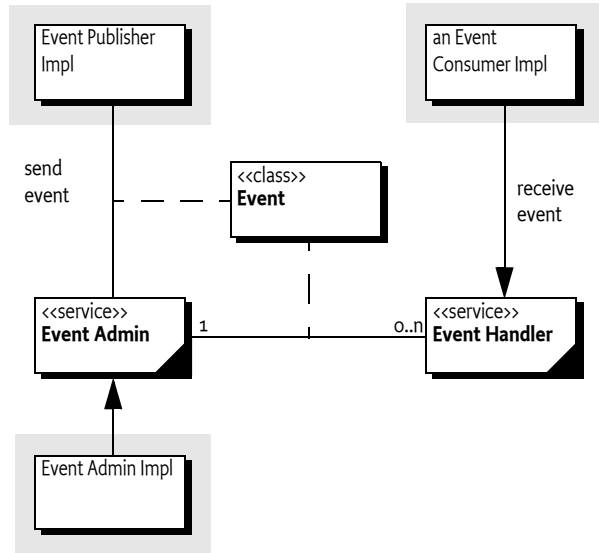 Event Publisher
Impl
an Event
Consumer Impl
send
event
<<class>>
Event
receive
event
<<service>>
Event Admin
1
0..n
<<service>>
Event Handler
Event Admin Impl